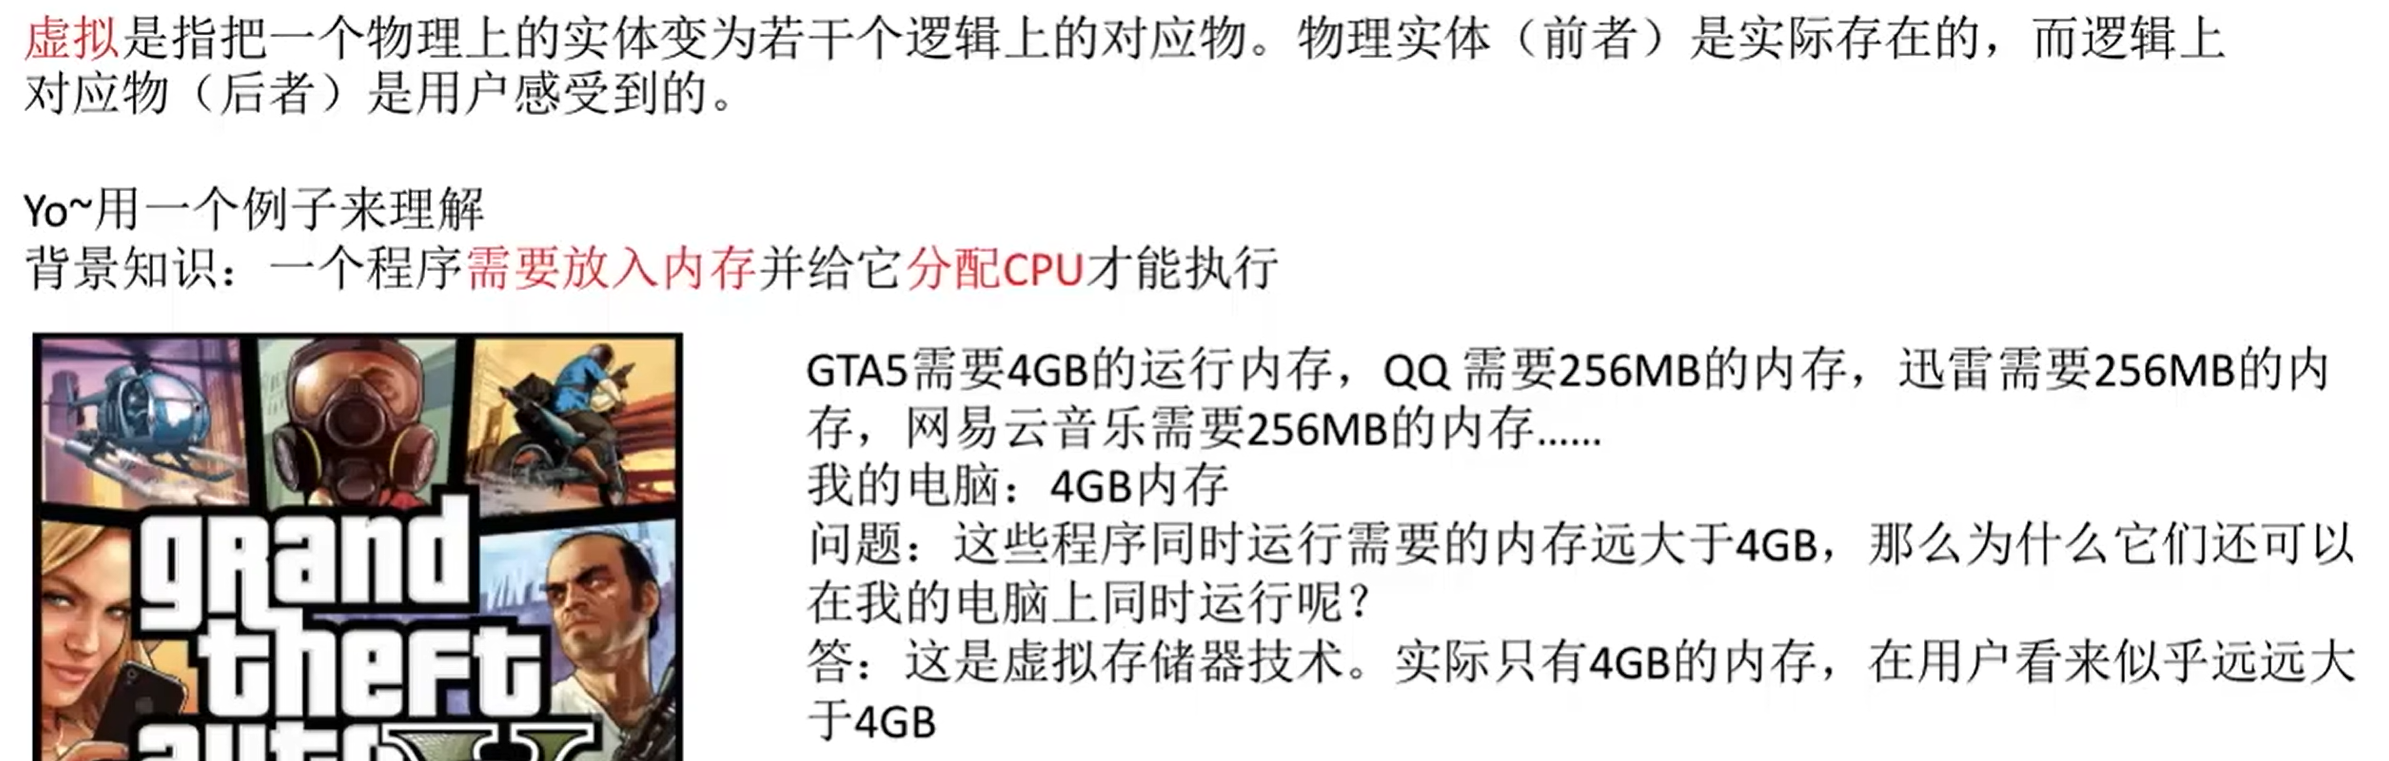 虚拟是指把一个物理上的实体变为若干个逻辑上的对应物。物理实体（前者）是实际存在的，而逻辑上
对应物（后者）是用户感受到的。
Yo~用一个例子来理解
背景知识：一个程序需要放入内存并给它分配CPU才能执行
grand
theft
auto
V
GTA5需要4GB的运行内存，QQ 需要256MB的内存，迅雷需要256MB的内
存，网易云音乐需要256MB的内存……
我的电脑：4GB内存
问题：这些程序同时运行需要的内存远大于4GB，那么为什么它们还可以
在我的电脑上同时运行呢？
答：这是虚拟存储器技术。实际只有4GB的内存，在用户看来似乎远远大
于4GB